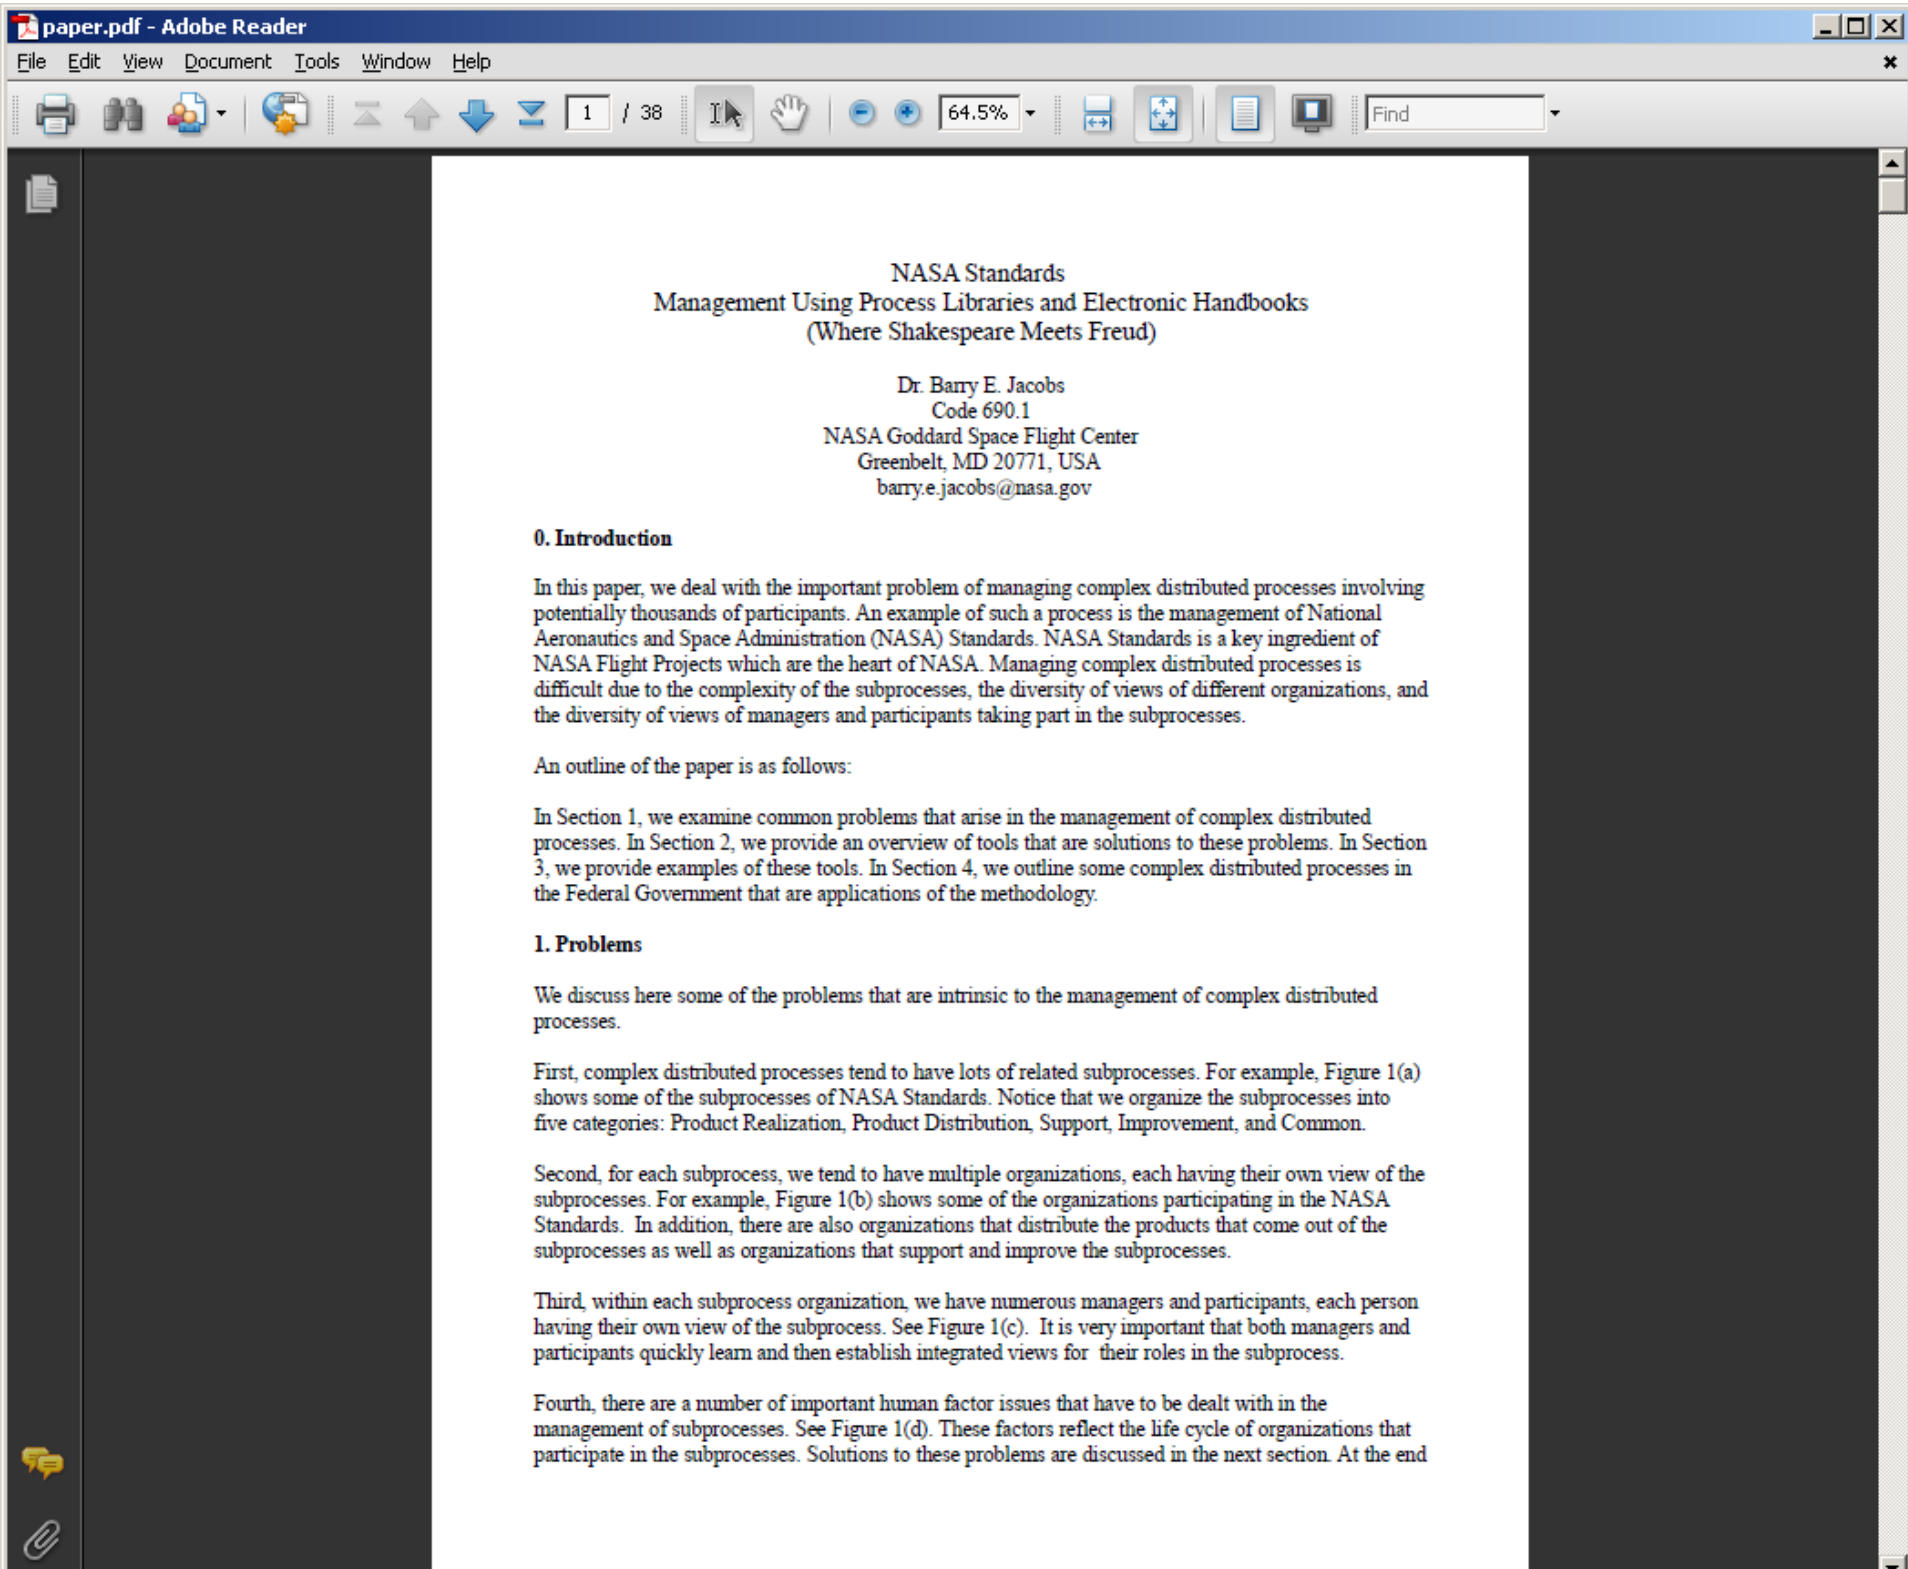 paper.pdf - Adobe Reader
File Edit View Document Tools Window Help
1 / 38 64.5% Find
NASA Standards
Management Using Process Libraries and Electronic Handbooks
(Where Shakespeare Meets Freud)
Dr. Barry E. Jacobs
Code 690.1
NASA Goddard Space Flight Center
Greenbelt, MD 20771, USA
barry.e.jacobs@nasa.gov
0. Introduction
In this paper, we deal with the important problem of managing complex distributed processes involving
potentially thousands of participants. An example of such a process is the management of National
Aeronautics and Space Administration (NASA) Standards. NASA Standards is a key ingredient of
NASA Flight Projects which are the heart of NASA. Managing complex distributed processes is
difficult due to the complexity of the subprocesses, the diversity of views of different organizations, and
the diversity of views of managers and participants taking part in the subprocesses.
An outline of the paper is as follows:
In Section 1, we examine common problems that arise in the management of complex distributed
processes. In Section 2, we provide an overview of tools that are solutions to these problems. In Section
3, we provide examples of these tools. In Section 4, we outline some complex distributed processes in
the Federal Government that are applications of the methodology.
1. Problems
We discuss here some of the problems that are intrinsic to the management of complex distributed
processes.
First, complex distributed processes tend to have lots of related subprocesses. For example, Figure 1(a)
shows some of the subprocesses of NASA Standards. Notice that we organize the subprocesses into
five categories: Product Realization, Product Distribution, Support, Improvement, and Common.
Second, for each subprocess, we tend to have multiple organizations, each having their own view of the
subprocesses. For example, Figure 1(b) shows some of the organizations participating in the NASA
Standards. In addition, there are also organizations that distribute the products that come out of the
subprocesses as well as organizations that support and improve the subprocesses.
Third, within each subprocess organization, we have numerous managers and participants, each person
having their own view of the subprocess. See Figure 1(c). It is very important that both managers and
participants quickly learn and then establish integrated views for their roles in the subprocess.
Fourth, there are a number of important human factor issues that have to be dealt with in the
management of subprocesses. See Figure 1(d). These factors reflect the life cycle of organizations that
participate in the subprocesses. Solutions to these problems are discussed in the next section. At the end